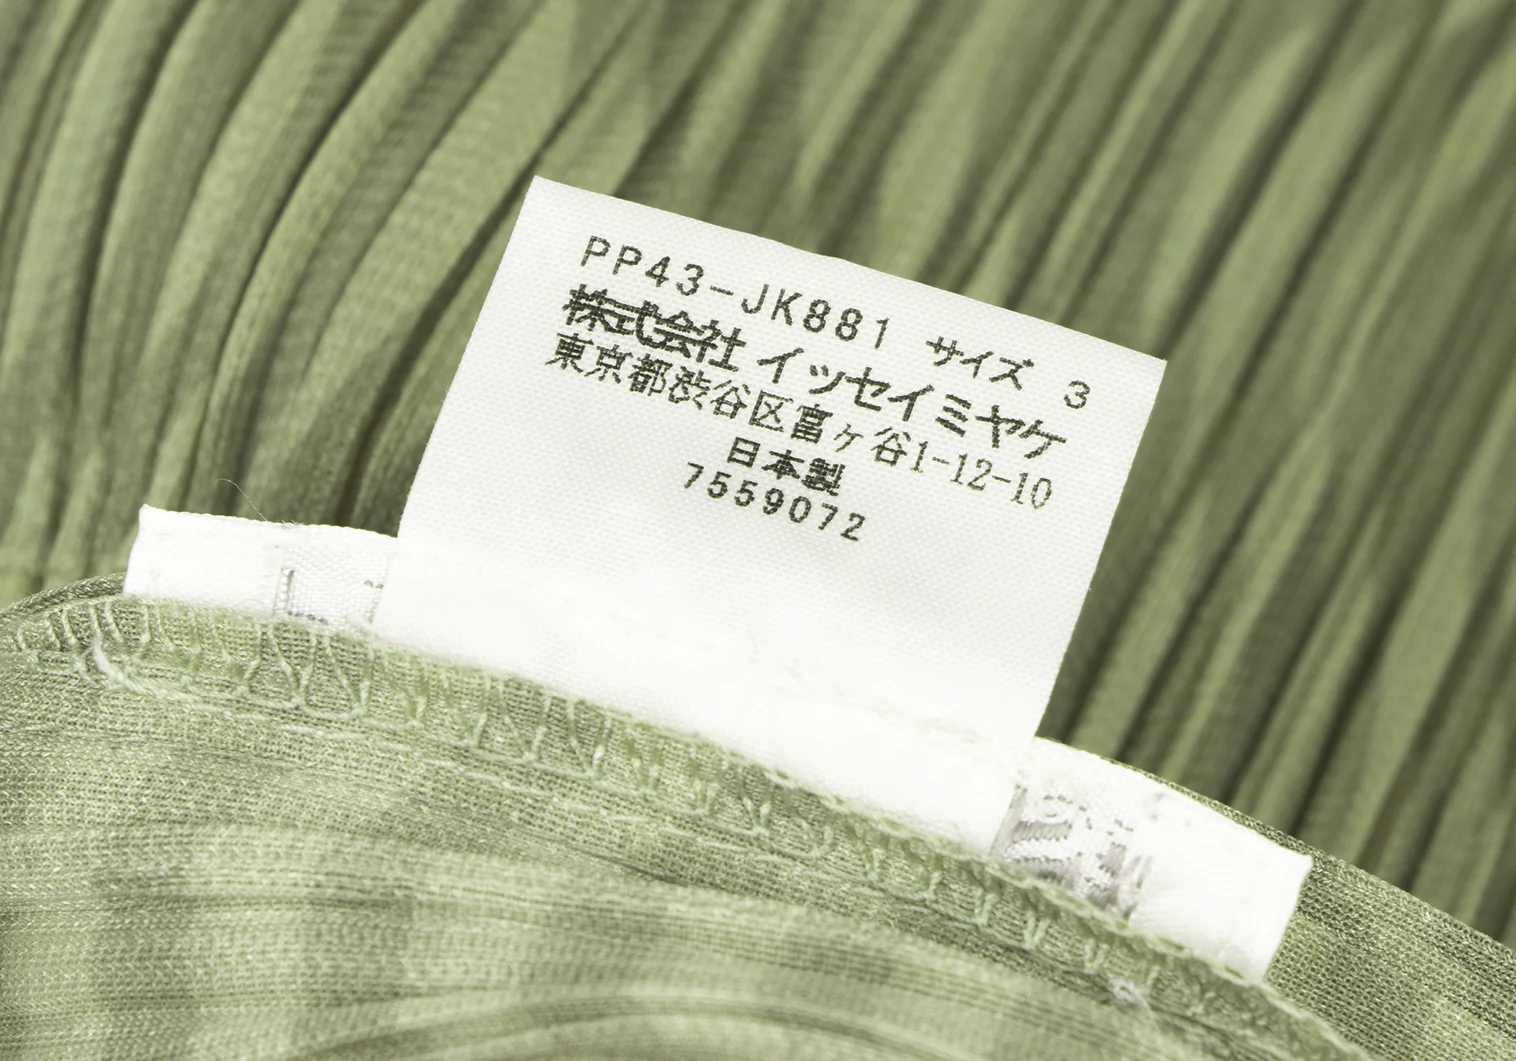 PP43-JK881 サイズ 3
株式会社 イッセイミヤケ
東京都渋谷区富ヶ谷1-12-10
日本製
7559072